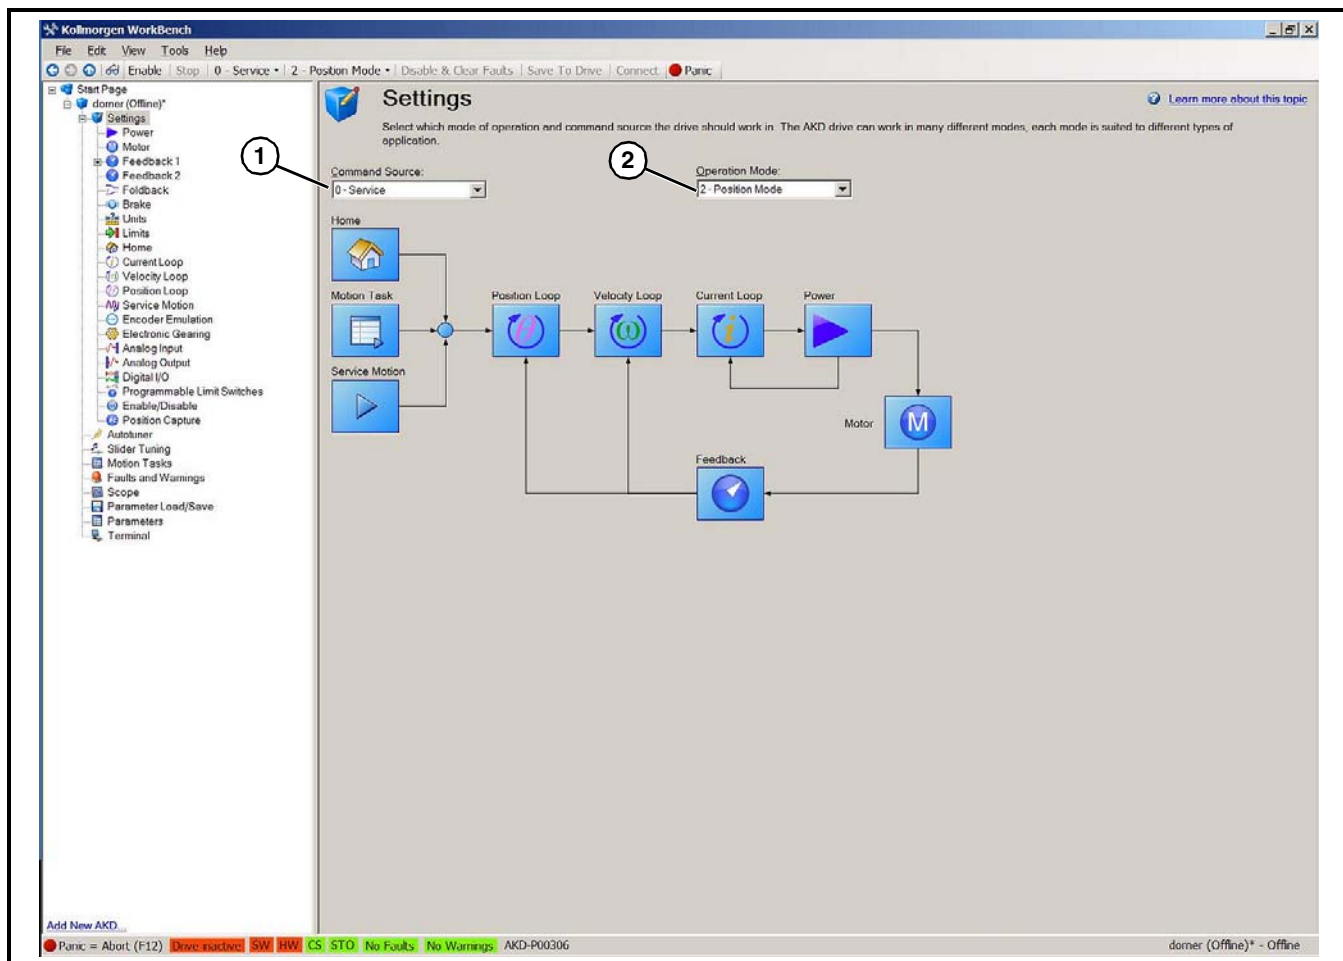 Kollmorgen WorkBench
File Edit View Tools Help
Enable Stop 0 - Service 2 - Position Mode Disable & Clear Faults Save To Drive Connect Panic
Start Page
dorner (Offline)*
Settings
Power
Motor
Feedback 1
Feedback 2
Foldback
Brake
Units
Limits
Home
Current Loop
Velocity Loop
Position Loop
Service Motion
Encoder Emulation
Electronic Gearing
Analog Input
Analog Output
Digital I/O
Programmable Limit Switches
Enable/Disable
Position Capture
Autotuner
Slider Tuning
Motion Tasks
Faults and Warnings
Scope
Parameter Load/Save
Parameters
Terminal
Add New AKD...
Settings
Learn more about this topic
Select which mode of operation and command source the drive should work in. The AKD drive can work in many different modes, each mode is suited to different types of
application.
1
2
Command Source:
Operation Mode:
0 - Service
2 - Position Mode
Home
Motion Task
Position Loop
Velocity Loop
Current Loop
Power
θ
ω
i
Service Motion
Motor
M
Feedback
Panic = Abort (F12) Drive inactive SW HW CS STO No Faults No Warnings AKD-P00306
dorner (Offline)* - Offline